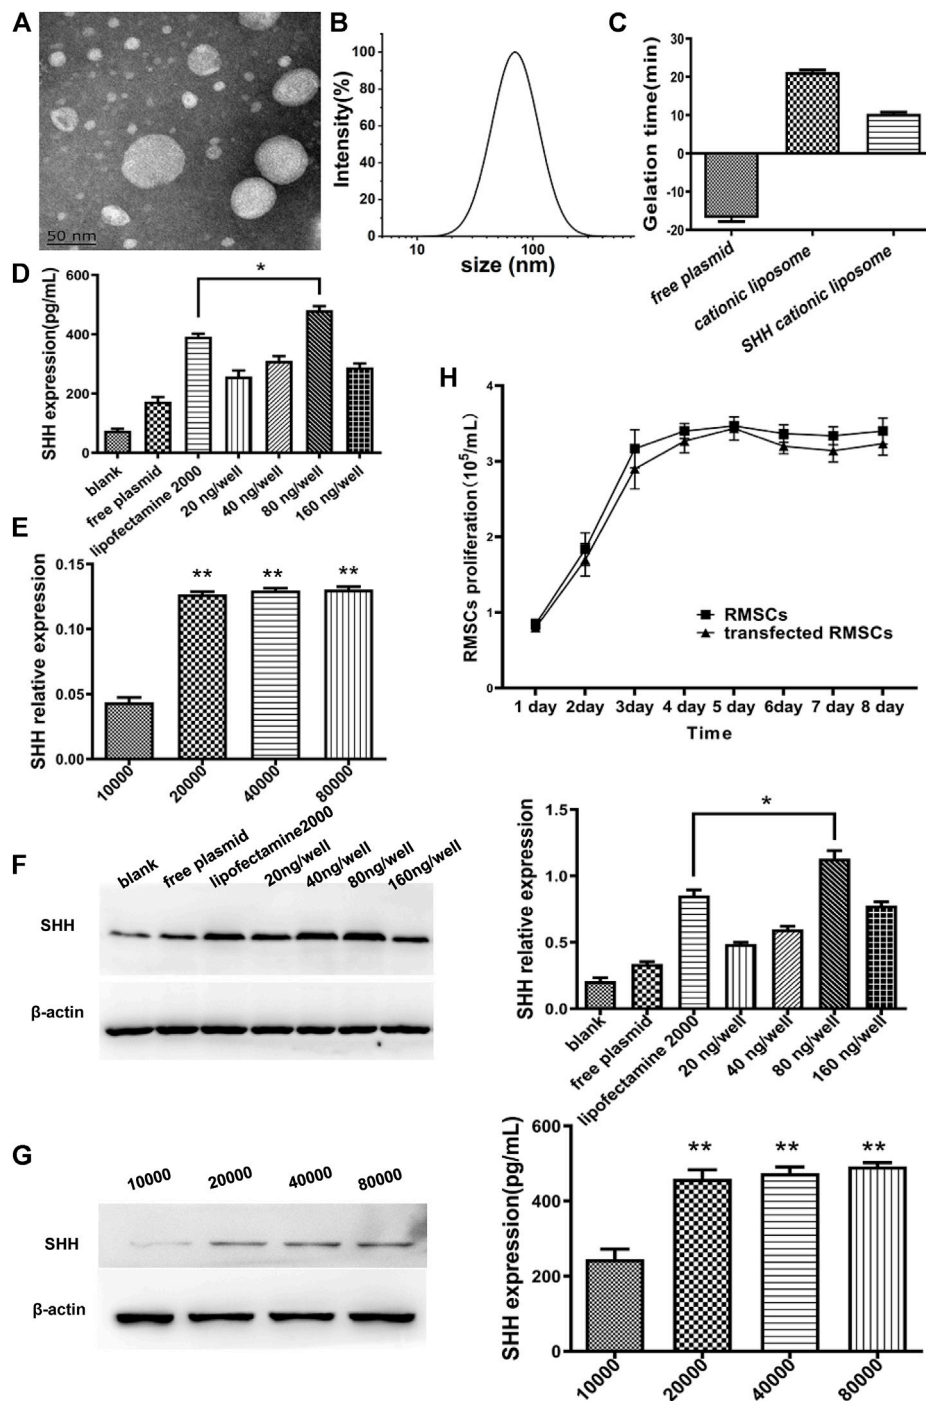 A
50 nm
B
Intensity(%)
100
80
60
40
20
0
10
100
size (nm)
C
Gelation time(min)
30
20
10
0
-10
-20
free plasmid
cationic liposome
SHH cationic liposome
D
SHH expression(pg/mL)
600
400
200
0
*
blank
free plasmid
lipofectamine 2000
20 ng/well
40 ng/well
80 ng/well
160 ng/well
H
RMSCs proliferation (10⁵/mL)
4
3
2
1
0
RMSCs
transfected RMSCs
1 day
2day
3day
4 day
5 day
6day
7 day
8 day
Time
E
SHH relative expression
0.15
0.10
0.05
0.00
**
**
**
10000
20000
40000
80000
F
blank
free plasmid
lipofectamine2000
20ng/well
40ng/well
80ng/well
160ng/well
SHH
β-actin
SHH relative expression
1.5
1.0
0.5
0.0
*
blank
free plasmid
lipofectamine 2000
20 ng/well
40 ng/well
80 ng/well
160 ng/well
G
10000
20000
40000
80000
SHH
β-actin
SHH expression(pg/mL)
600
400
200
0
**
**
**
10000
20000
40000
80000